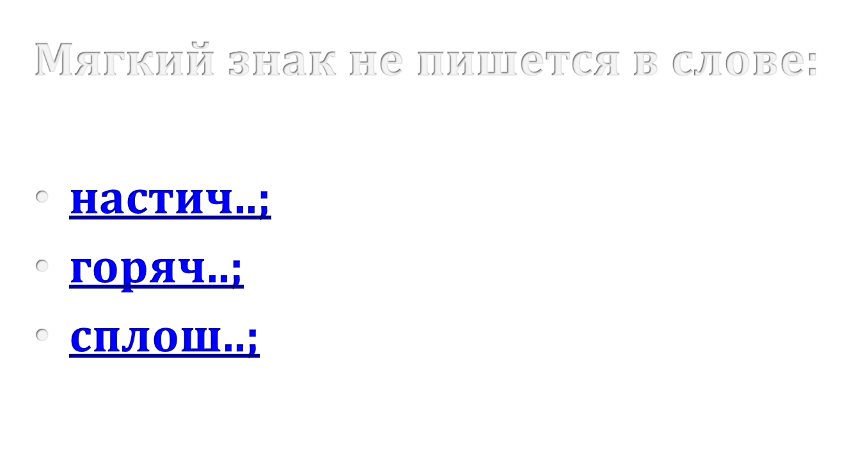 Мягкий знак не пишется в слове:
настич..;
горяч..;
сплош..;